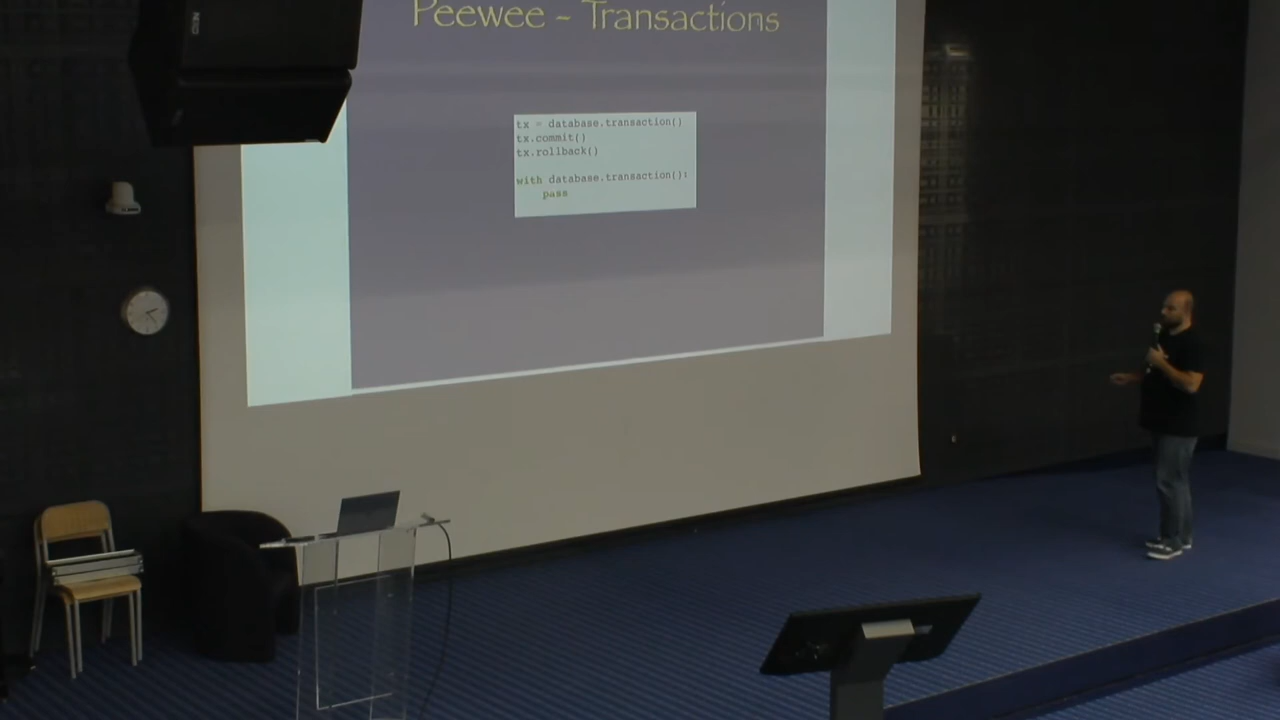 Peewee - Transactions
tx = database.transaction()
tx.commit()
tx.rollback()
with database.transaction():
pass